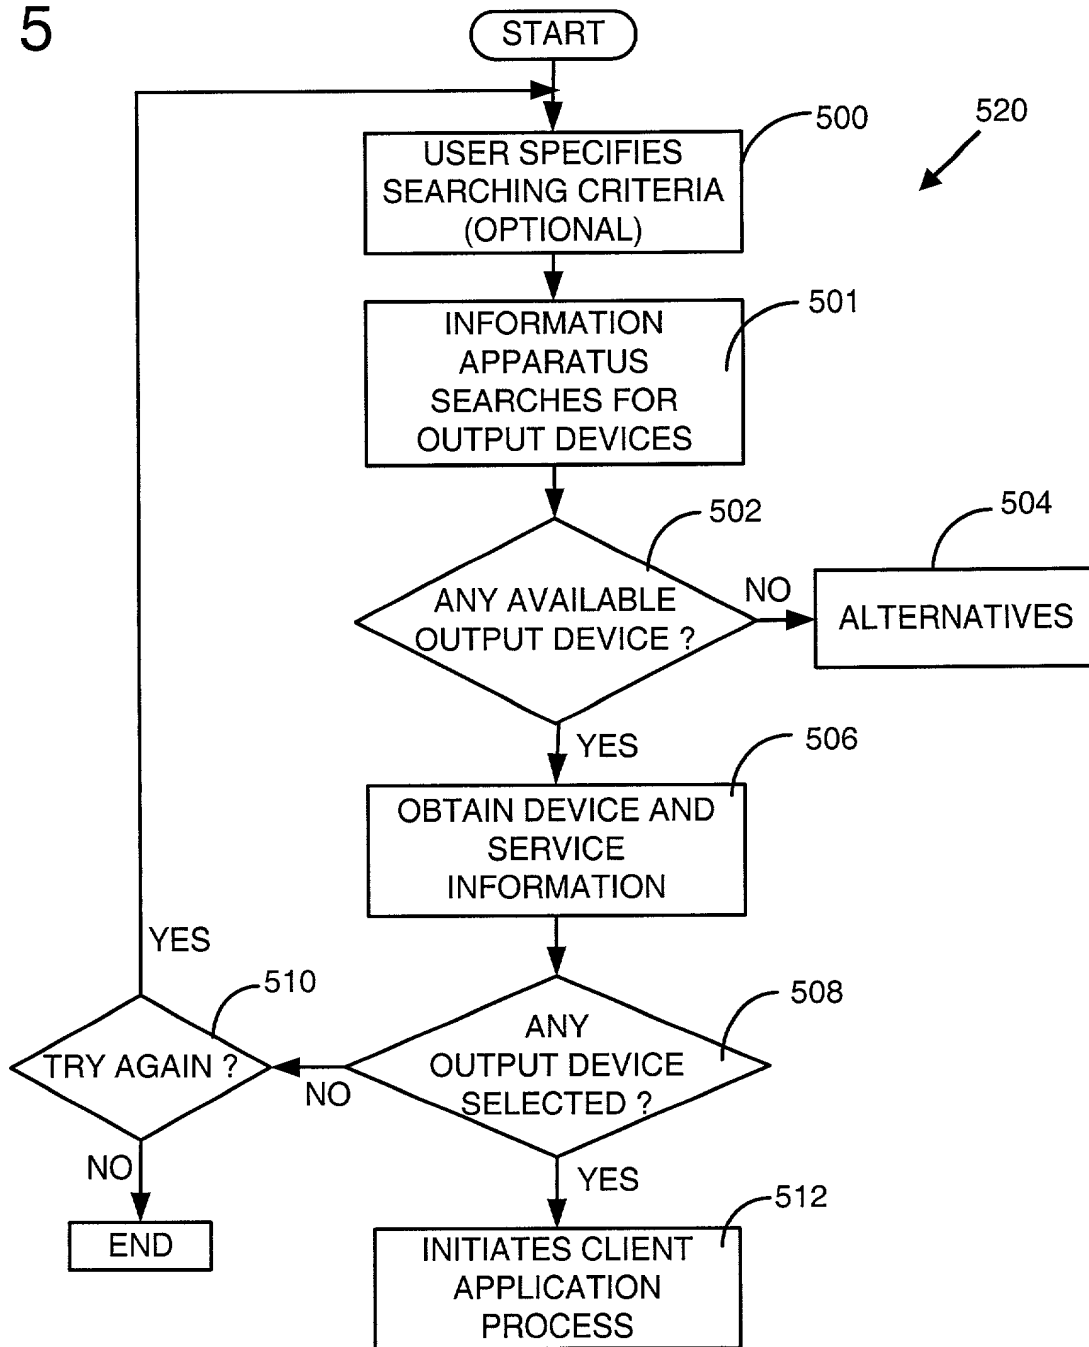 5
START
500
520
USER SPECIFIES
SEARCHING CRITERIA
(OPTIONAL)
501
INFORMATION
APPARATUS
SEARCHES FOR
OUTPUT DEVICES
502
504
ANY AVAILABLE
OUTPUT DEVICE ?
NO
ALTERNATIVES
YES
506
OBTAIN DEVICE AND
SERVICE
INFORMATION
YES
510
508
TRY AGAIN ?
NO
ANY
OUTPUT DEVICE
SELECTED ?
NO
YES
512
END
INITIATES CLIENT
APPLICATION
PROCESS